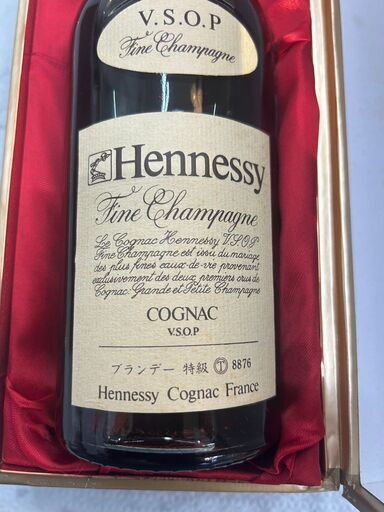 V.S.O.P
Fine Champagne
Hennessy
Fine Champagne
Le Cognac Hennessy V.S.O.P
Fine Champagne est issu du mariage
des plus fines eaux-de-vie provenant
exclusivement des deux premiers crus de
Cognac: Grande et Petite Champagne
COGNAC
V.S.O.P
ブランデー 特級 Ⓣ 8876
Hennessy Cognac France